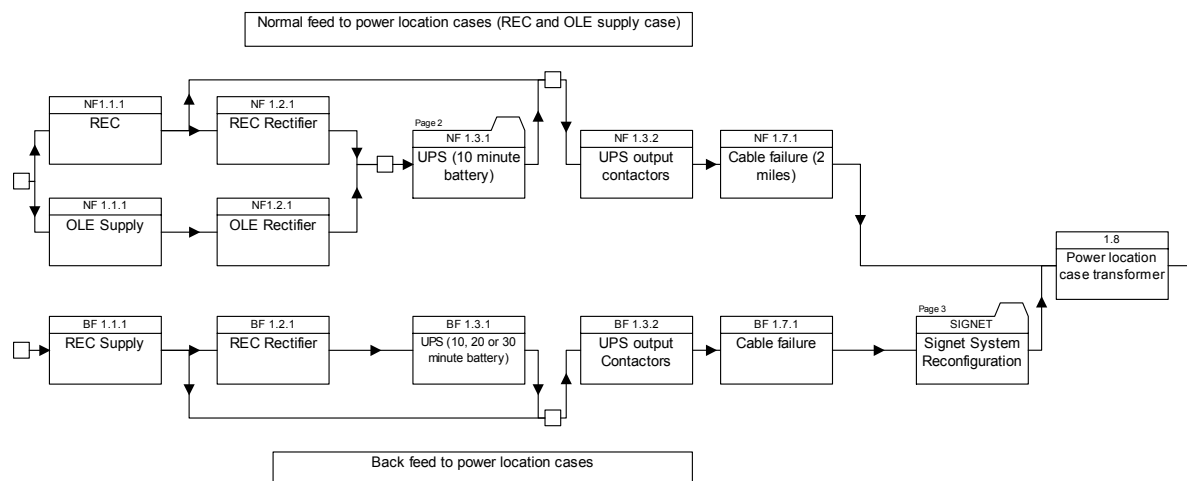 Normal feed to power location cases (REC and OLE supply case)
NF1.1.1
REC
NF 1.2.1
REC Rectifier
Page 2
NF 1.3.1
UPS (10 minute
battery)
NF 1.3.2
UPS output
contactors
NF 1.7.1
Cable failure (2
miles)
NF 1.1.1
OLE Supply
NF1.2.1
OLE Rectifier
1.8
Power location
case transformer
BF 1.1.1
REC Supply
BF 1.2.1
REC Rectifier
BF 1.3.1
UPS (10, 20 or 30
minute battery)
BF 1.3.2
UPS output
Contactors
BF 1.7.1
Cable failure
Page 3
SIGNET
Signet System
Reconfiguration
Back feed to power location cases